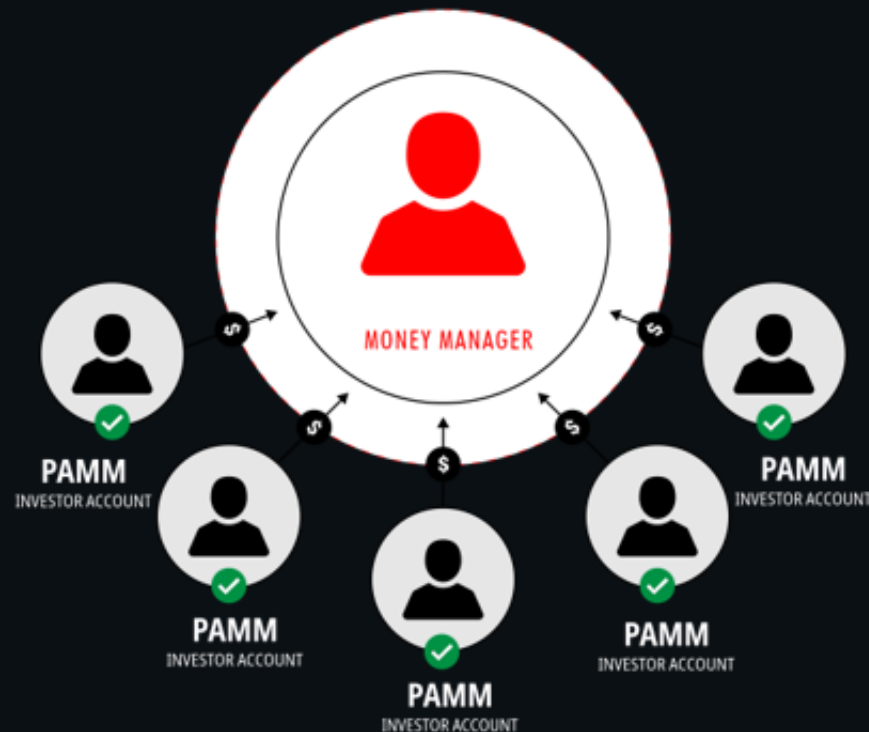 MONEY MANAGER
$
$
$
$
$
PAMM
INVESTOR ACCOUNT
PAMM
INVESTOR ACCOUNT
PAMM
INVESTOR ACCOUNT
PAMM
INVESTOR ACCOUNT
PAMM
INVESTOR ACCOUNT